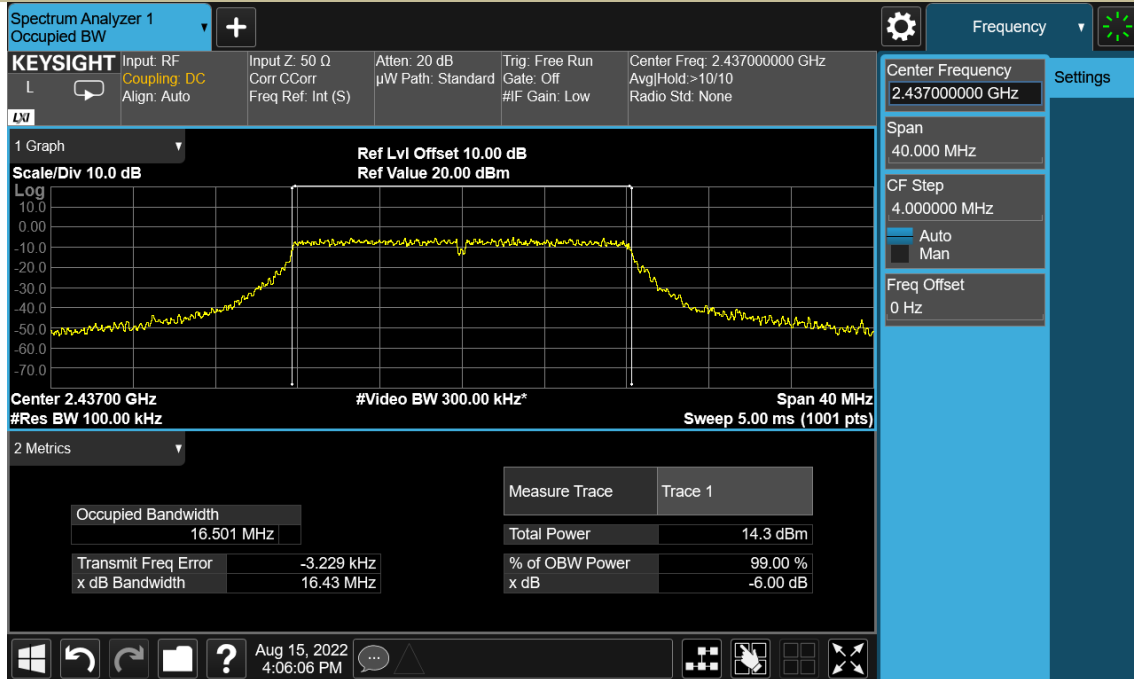 Spectrum Analyzer 1
Occupied BW
Frequency
KEYSIGHT
L
LXI
Input: RF
Coupling: DC
Align: Auto
Input Z: 50 Ω
Corr CCorr
Freq Ref: Int (S)
Atten: 20 dB
µW Path: Standard
Trig: Free Run
Gate: Off
#IF Gain: Low
Center Freq: 2.437000000 GHz
Avg|Hold:>10/10
Radio Std: None
Center Frequency
2.437000000 GHz
Settings
Span
40.000 MHz
CF Step
4.000000 MHz
Auto
Man
Freq Offset
0 Hz
1 Graph
Scale/Div 10.0 dB
Ref Lvl Offset 10.00 dB
Ref Value 20.00 dBm
Log
10.0
0.00
-10.0
-20.0
-30.0
-40.0
-50.0
-60.0
-70.0
Center 2.43700 GHz
#Video BW 300.00 kHz*
Span 40 MHz
#Res BW 100.00 kHz
Sweep 5.00 ms (1001 pts)
2 Metrics
Measure Trace Trace 1
Occupied Bandwidth
16.501 MHz
Total Power 14.3 dBm
Transmit Freq Error -3.229 kHz
% of OBW Power 99.00 %
x dB Bandwidth 16.43 MHz
x dB -6.00 dB
?
Aug 15, 2022
4:06:06 PM